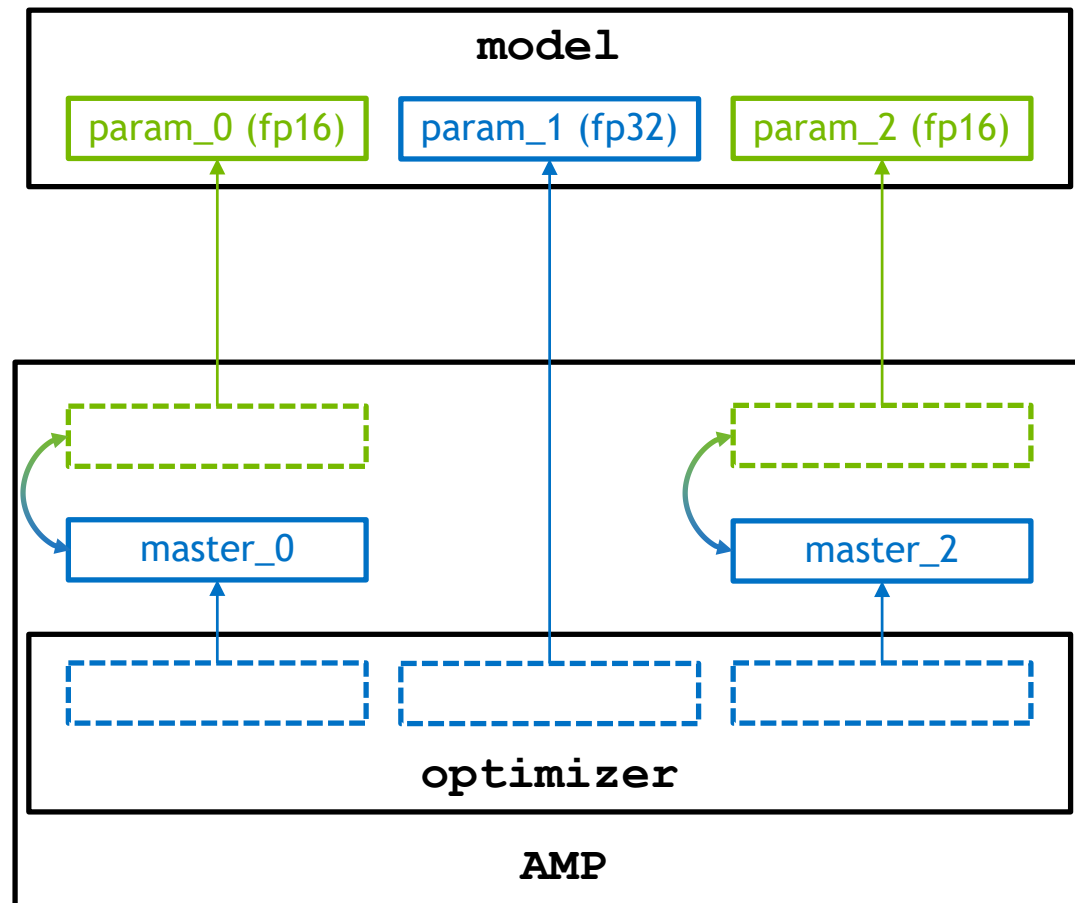 model
param_0 (fp16) param_1 (fp32) param_2 (fp16)
master_0 master_2
optimizer
AMP